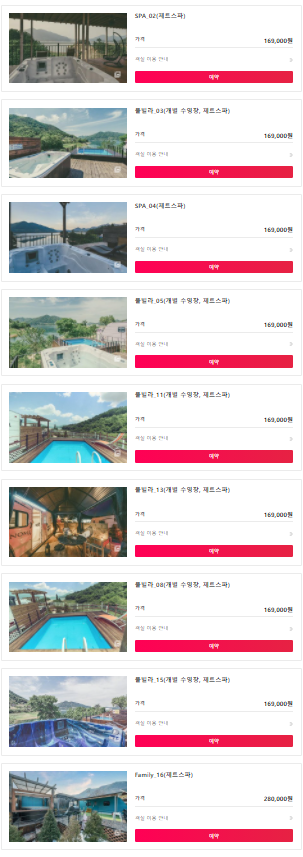 SPA_02(제트스파)
가격
169,000원
객실 이용 안내
예약
풀빌라_03(개별 수영장, 제트스파)
가격
169,000원
객실 이용 안내
예약
SPA_04(제트스파)
가격
169,000원
객실 이용 안내
예약
풀빌라_05(개별 수영장, 제트스파)
가격
169,000원
객실 이용 안내
예약
풀빌라_11(개별 수영장, 제트스파)
가격
169,000원
객실 이용 안내
예약
풀빌라_13(개별 수영장, 제트스파)
가격
169,000원
객실 이용 안내
예약
풀빌라_08(개별 수영장, 제트스파)
가격
169,000원
객실 이용 안내
예약
풀빌라_15(개별 수영장, 제트스파)
가격
169,000원
객실 이용 안내
예약
Family_16(제트스파)
가격
280,000원
객실 이용 안내
예약